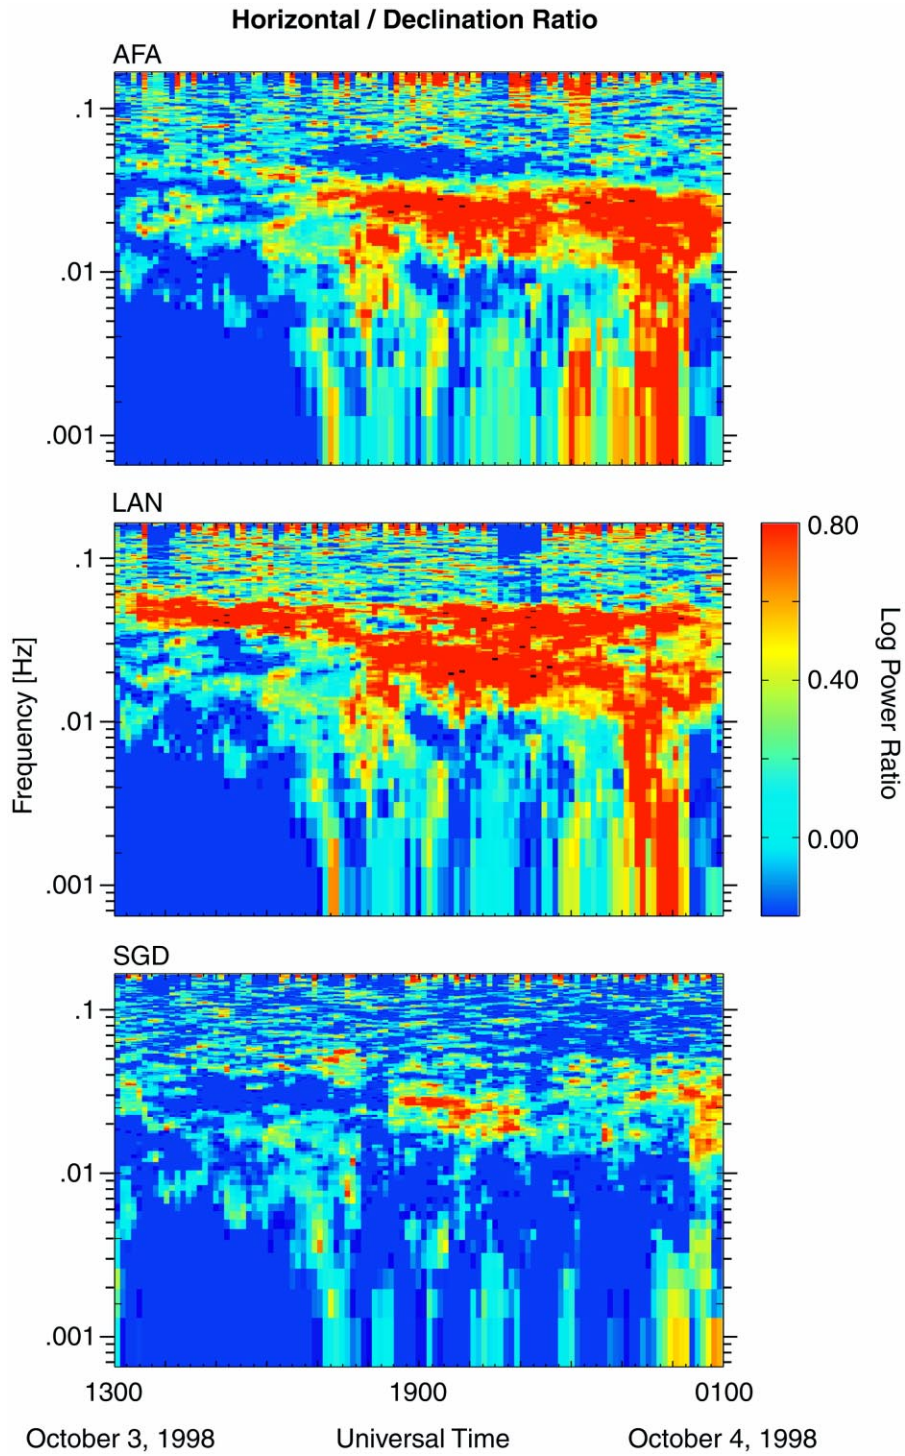 Horizontal / Declination Ratio
AFA
.1
.01
.001
LAN
.1
.01
.001
Frequency [Hz]
0.80
0.40
0.00
Log Power Ratio
SGD
.1
.01
.001
1300 1900 0100
October 3, 1998 Universal Time October 4, 1998